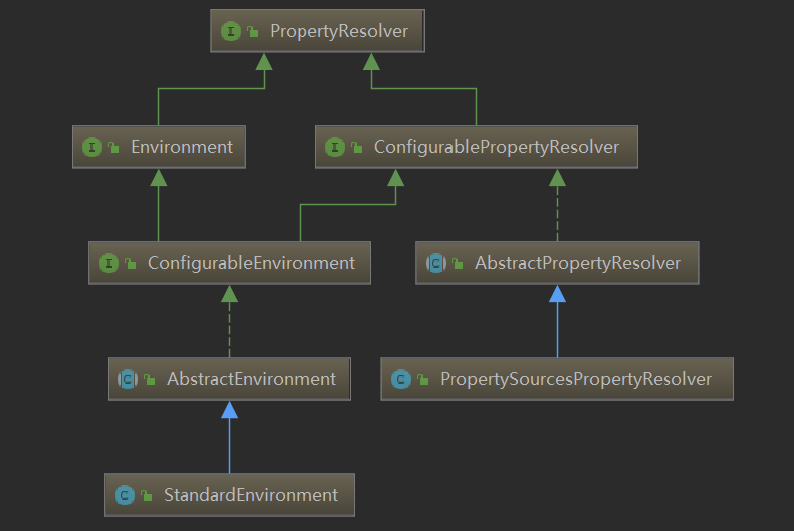 I PropertyResolver
I Environment
I ConfigurablePropertyResolver
I ConfigurableEnvironment
C AbstractPropertyResolver
C AbstractEnvironment
C PropertySourcesPropertyResolver
C StandardEnvironment